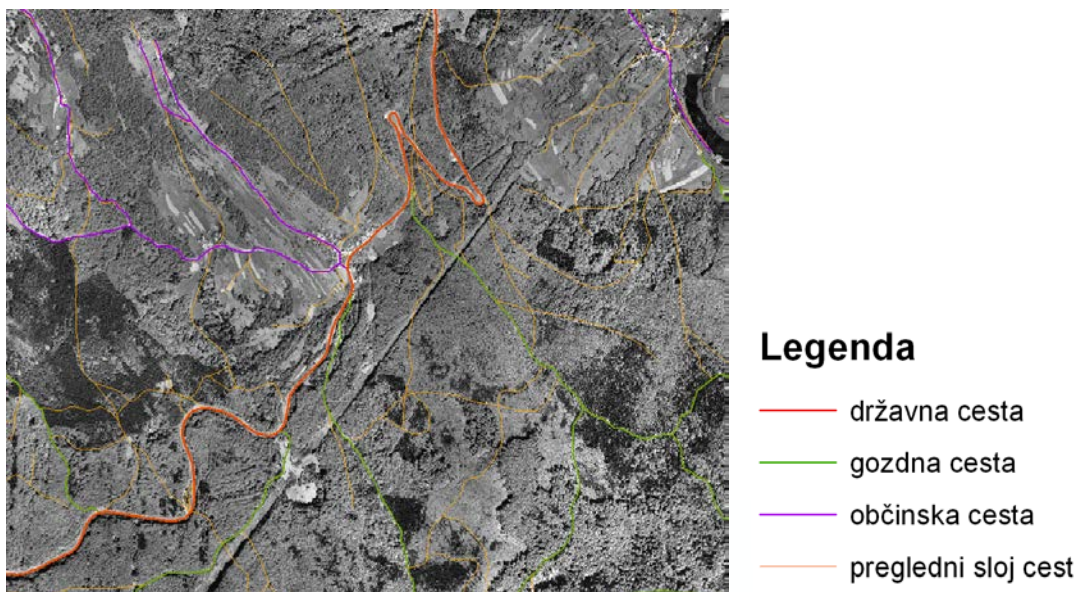 Legenda
državna cesta
gozdna cesta
občinska cesta
pregledni sloj cest